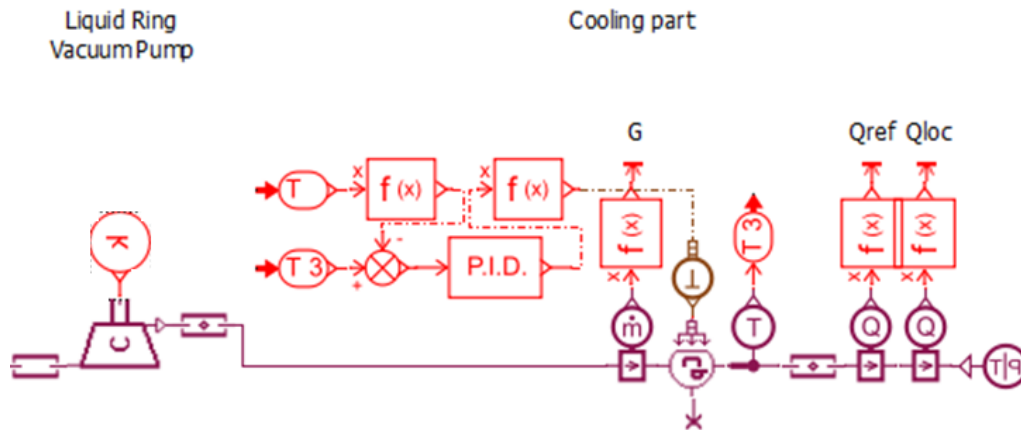 Liquid Ring
Vacuum Pump
Cooling part
G
Qref Qloc
T
x
f(x)
x
f(x)
T 3
+
-
P.I.D.
f(x)
x
T 3
f(x)
x
f(x)
x
K
C
ṁ
T
T
Q
Q
T|q